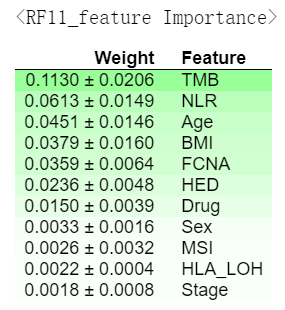 <RF11_feature Importance>
Weight Feature
0.1130 ± 0.0206 TMB
0.0613 ± 0.0149 NLR
0.0451 ± 0.0146 Age
0.0379 ± 0.0160 BMI
0.0359 ± 0.0064 FCNA
0.0236 ± 0.0048 HED
0.0150 ± 0.0039 Drug
0.0033 ± 0.0016 Sex
0.0026 ± 0.0032 MSI
0.0022 ± 0.0004 HLA_LOH
0.0018 ± 0.0008 Stage